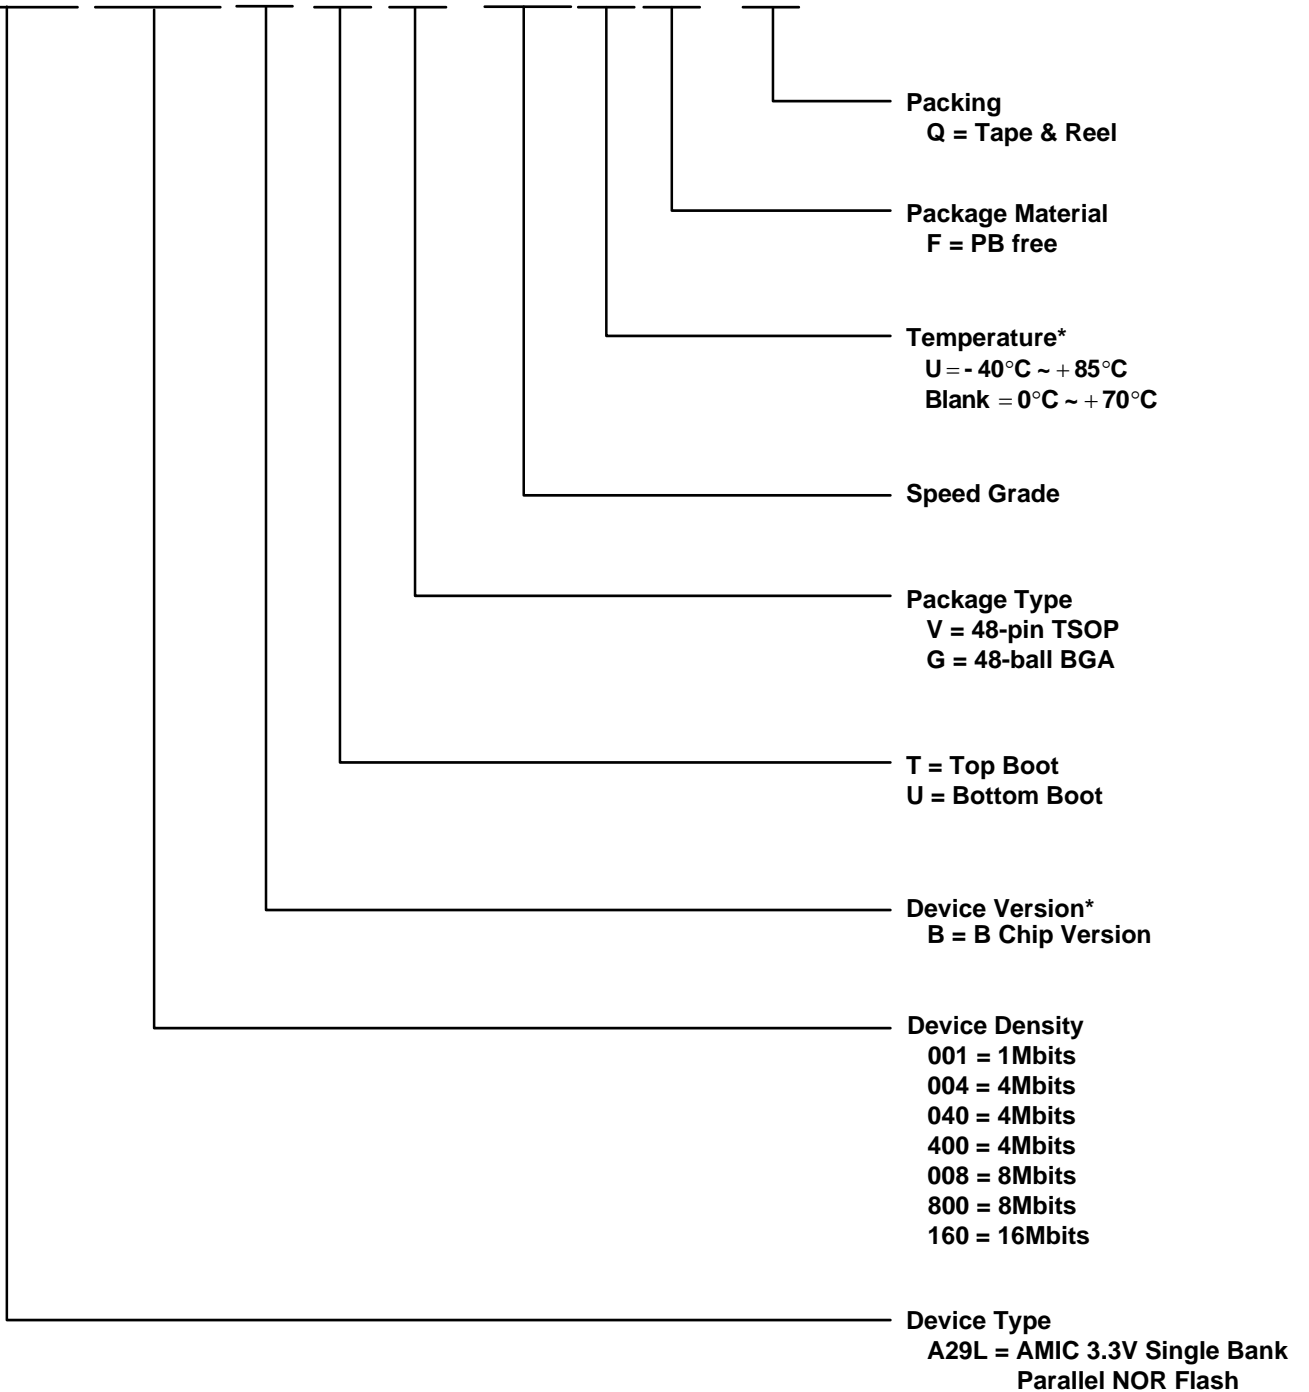 Packing
Q = Tape & Reel
Package Material
F = PB free
Temperature*
U = - 40°C ~ + 85°C
Blank = 0°C ~ + 70°C
Speed Grade
Package Type
V = 48-pin TSOP
G = 48-ball BGA
T = Top Boot
U = Bottom Boot
Device Version*
B = B Chip Version
Device Density
001 = 1Mbits
004 = 4Mbits
040 = 4Mbits
400 = 4Mbits
008 = 8Mbits
800 = 8Mbits
160 = 16Mbits
Device Type
A29L = AMIC 3.3V Single Bank
Parallel NOR Flash